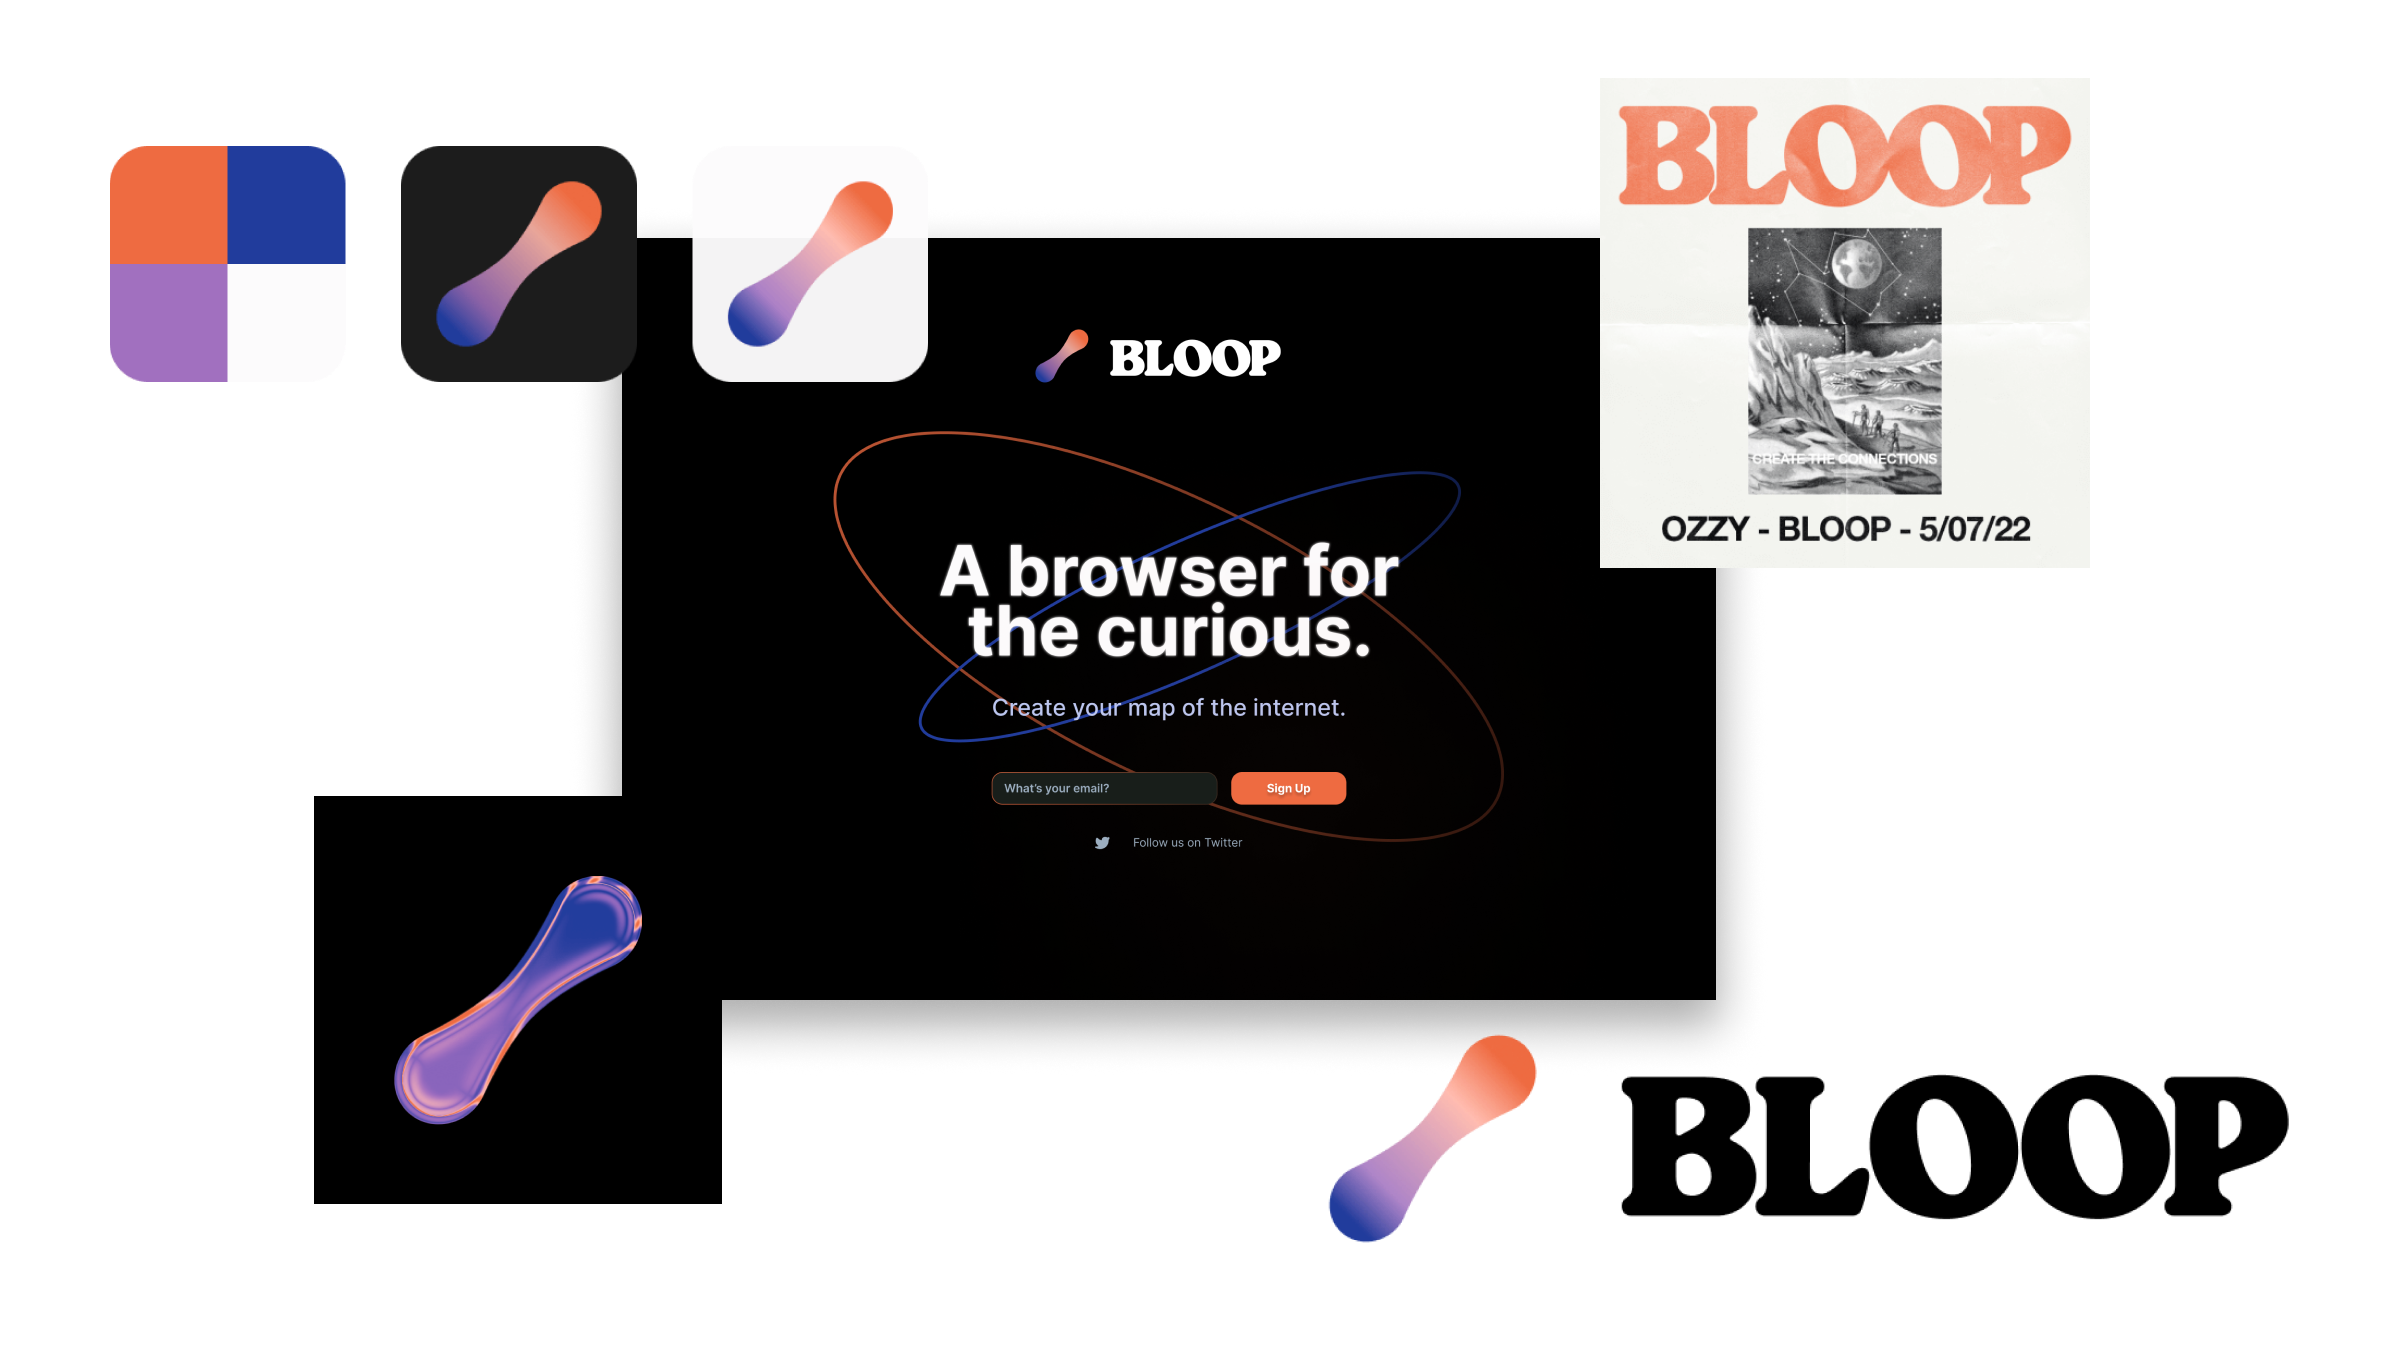 BLOOP
CREATE THE CONNECTIONS
OZZY - BLOOP - 5/07/22
BLOOP
A browser for
the curious.
Create your map of the internet.
What's your email?
Sign Up
Follow us on Twitter
BLOOP